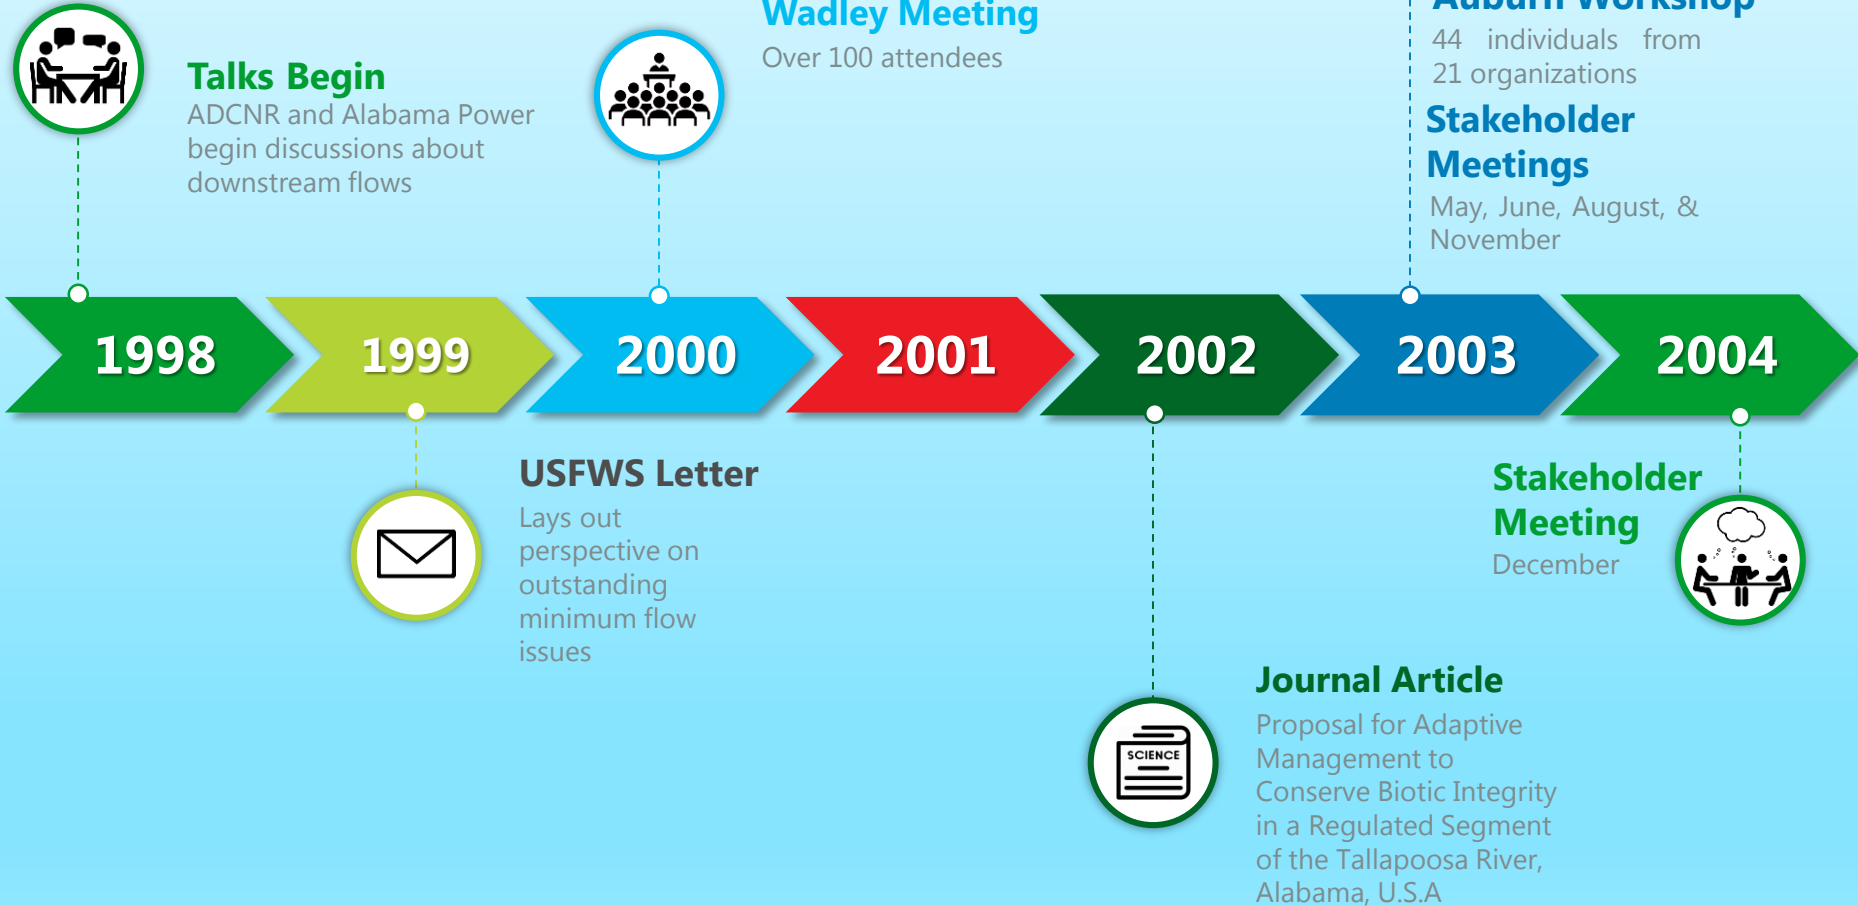 Talks Begin
ADCNR and Alabama Power
begin discussions about
downstream flows
Wadley Meeting
Over 100 attendees
Auburn Workshop
44 individuals from
21 organizations
Stakeholder
Meetings
May, June, August, &
November
1998
1999
2000
2001
2002
2003
2004
USFWS Letter
Lays out
perspective on
outstanding
minimum flow
issues
SCIENCE
Journal Article
Proposal for Adaptive
Management to
Conserve Biotic Integrity
in a Regulated Segment
of the Tallapoosa River,
Alabama, U.S.A
Stakeholder
Meeting
December